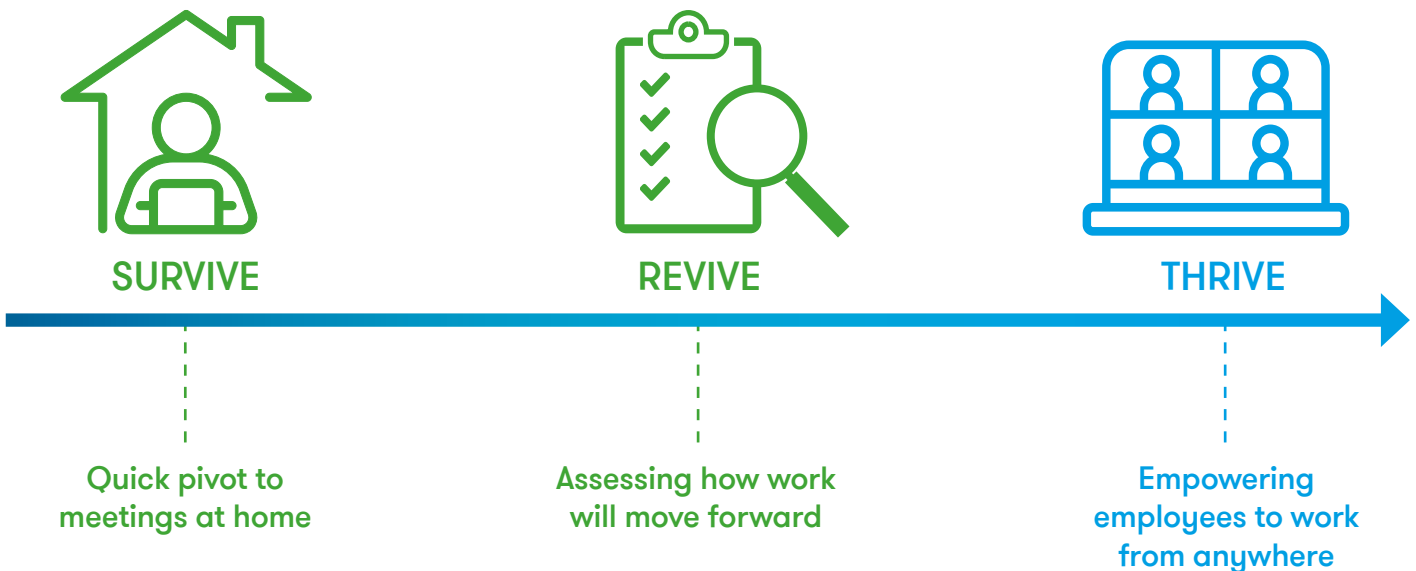 SURVIVE
REVIVE
THRIVE
Quick pivot to
meetings at home
Assessing how work
will move forward
Empowering
employees to work
from anywhere